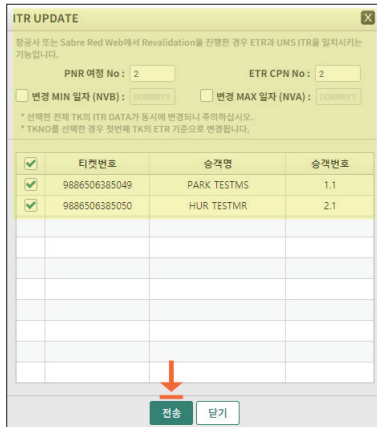 ITR UPDATE
항공사 또는 Sabre Red Web에서 Revalidation을 진행한 경우 ETR과 UMS ITR을 일치시키는
기능입니다.
PNR 여정 No : 2 ETR CPN No : 2
변경 MIN 일자 (NVB) : DDMMMYY 변경 MAX 일자 (NVA) : DDMMMYY
* 선택한 전체 TK의 ITR DATA가 동시에 변경되니 주의하십시오.
* TKNO를 선택한 경우 첫번째 TK의 ETR 기준으로 변경됩니다.
티켓번호 승객명 승객번호
9886506385049 PARK TESTMS 1.1
9886506385050 HUR TESTMR 2.1
전송 닫기